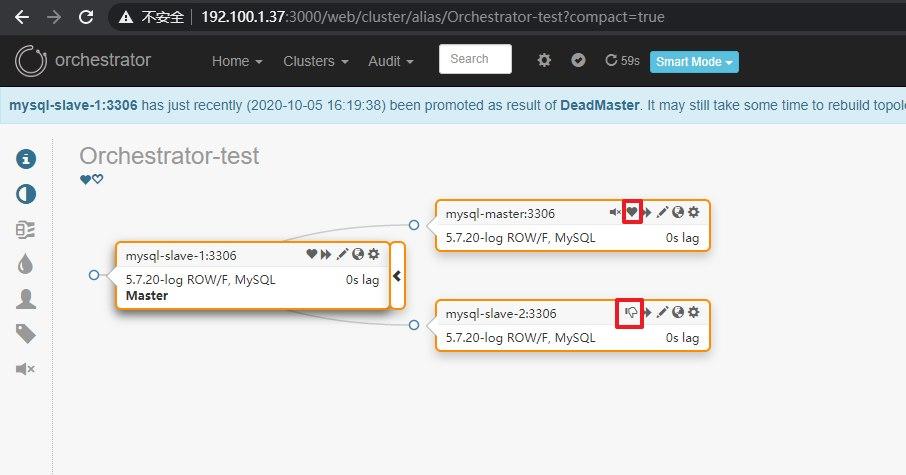 不安全 192.100.1.37:3000/web/cluster/alias/Orchestrator-test?compact=true
orchestrator Home Clusters Audit Search 59s Smart Mode
mysql-slave-1:3306 has just recently (2020-10-05 16:19:38) been promoted as result of DeadMaster. It may still take some time to rebuild topol
Orchestrator-test
mysql-master:3306
5.7.20-log ROW/F, MySQL 0s lag
mysql-slave-1:3306
5.7.20-log ROW/F, MySQL 0s lag
Master
mysql-slave-2:3306
5.7.20-log ROW/F, MySQL 0s lag